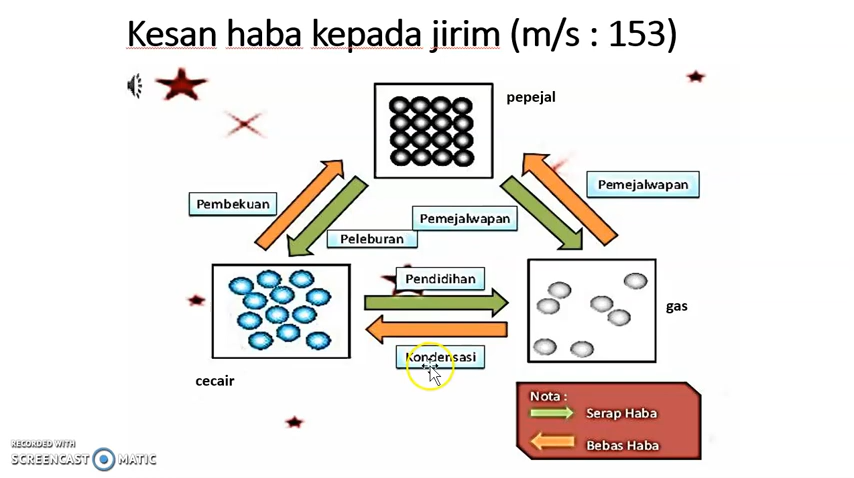 Kesan haba kepada jirim (m/s : 153)
pepejal
Pembekuan
Peleburan
Pemejalwapan
Pemejalwapan
Pendidihan
Kondensasi
cecair
gas
Nota :
Serap Haba
Bebas Haba
RECORDED WITH
SCREENCAST MATIC